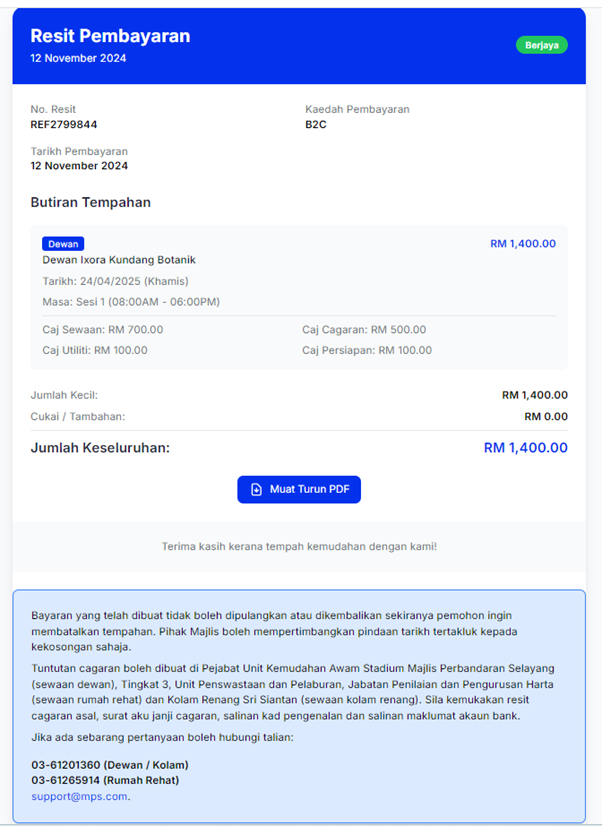 Resit Pembayaran
12 November 2024
Berjaya
No. Resit
REF2799844
Kaedah Pembayaran
B2C
Tarikh Pembayaran
12 November 2024
Butiran Tempahan
Dewan
RM 1,400.00
Dewan Ixora Kundang Botanik
Tarikh: 24/04/2025 (Khamis)
Masa: Sesi 1 (08:00AM - 06:00PM)
Caj Sewaan: RM 700.00
Caj Cagaran: RM 500.00
Caj Utiliti: RM 100.00
Caj Persiapan: RM 100.00
Jumlah Kecil:
RM 1,400.00
Cukai / Tambahan:
RM 0.00
Jumlah Keseluruhan:
RM 1,400.00
Muat Turun PDF
Terima kasih kerana tempah kemudahan dengan kami!
Bayaran yang telah dibuat tidak boleh dipulangkan atau dikembalikan sekiranya pemohon ingin
membatalkan tempahan. Pihak Majlis boleh mempertimbangkan pindaan tarikh tertakluk kepada
kekosongan sahaja.
Tuntutan cagaran boleh dibuat di Pejabat Unit Kemudahan Awam Stadium Majlis Perbandaran Selayang
(sewaan dewan), Tingkat 3, Unit Penswastaan dan Pelaburan, Jabatan Penilaian dan Pengurusan Harta
(sewaan rumah rehat) dan Kolam Renang Sri Siantan (sewaan kolam renang). Sila kemukakan resit
cagaran asal, surat aku janji cagaran, salinan kad pengenalan dan salinan maklumat akaun bank.
Jika ada sebarang pertanyaan boleh hubungi talian:
03-61201360 (Dewan / Kolam)
03-61265914 (Rumah Rehat)
support@mps.com.